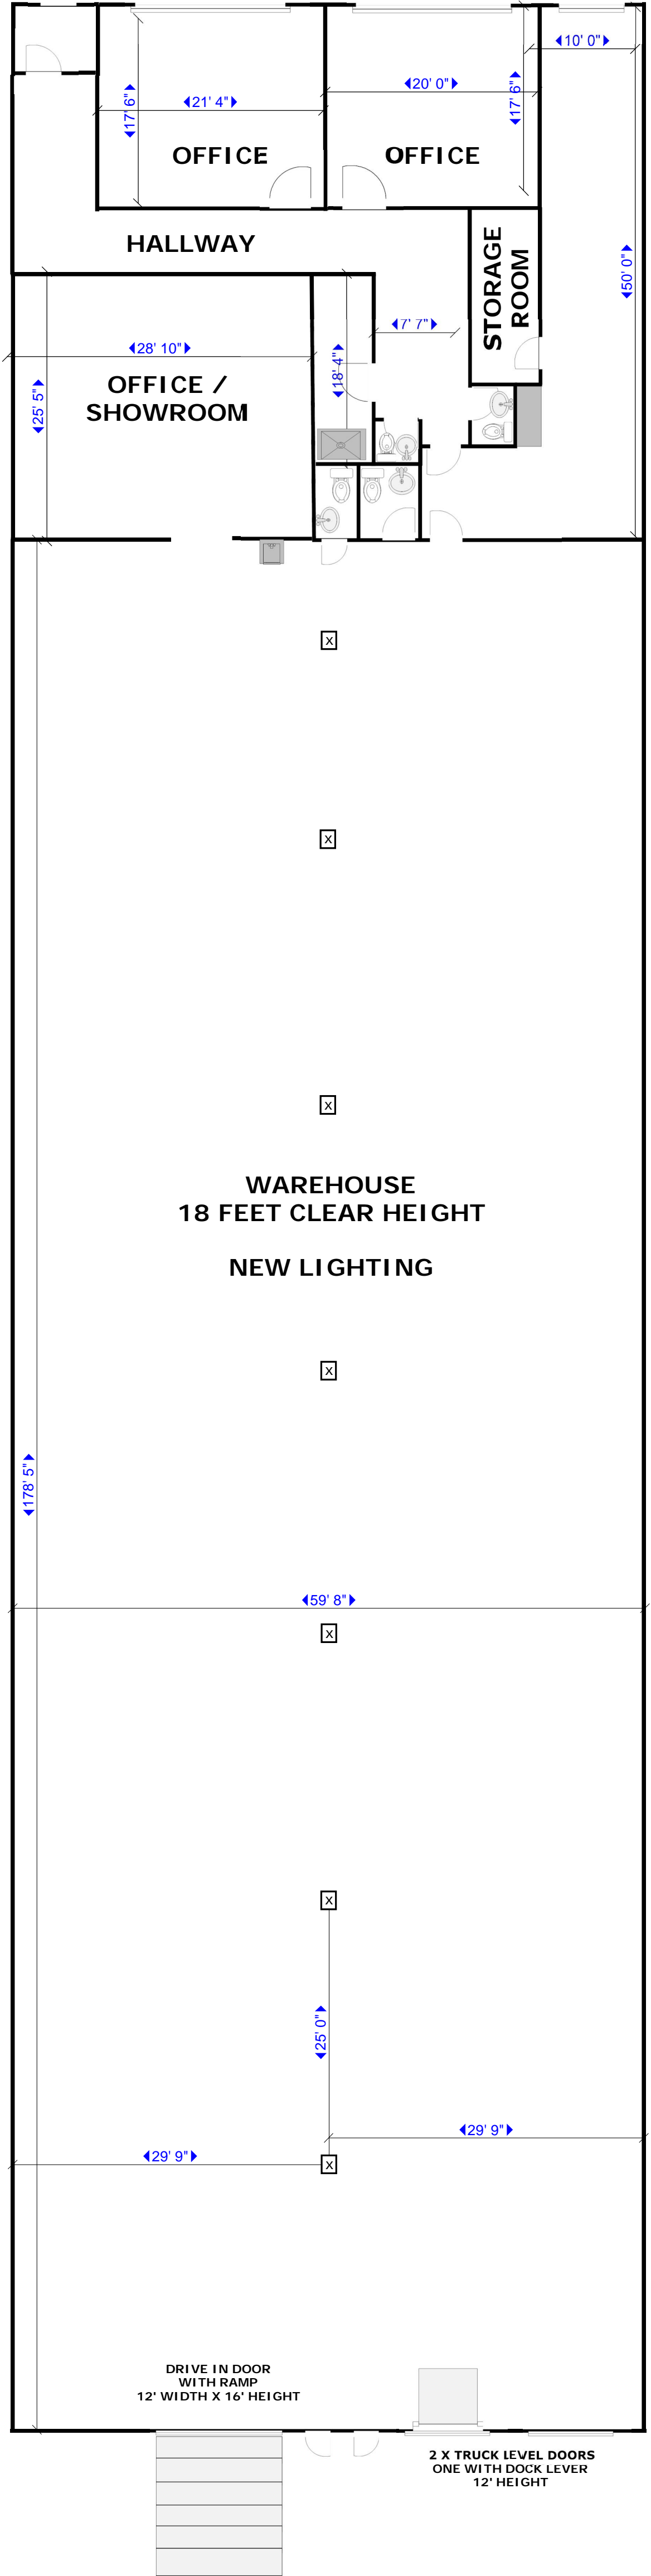 10' 0"
20' 0"
21' 4"
17' 6"
17' 6"
OFFICE
OFFICE
HALLWAY
STORAGE
ROOM
50' 0"
7' 7"
28' 10"
18' 4"
OFFICE /
SHOWROOM
25' 5"
X
X
X
WAREHOUSE
18 FEET CLEAR HEIGHT
NEW LIGHTING
X
178' 5"
59' 8"
X
X
25' 0"
29' 9"
29' 9"
X
DRIVE IN DOOR
WITH RAMP
12' WIDTH X 16' HEIGHT
2 X TRUCK LEVEL DOORS
ONE WITH DOCK LEVER
12' HEIGHT